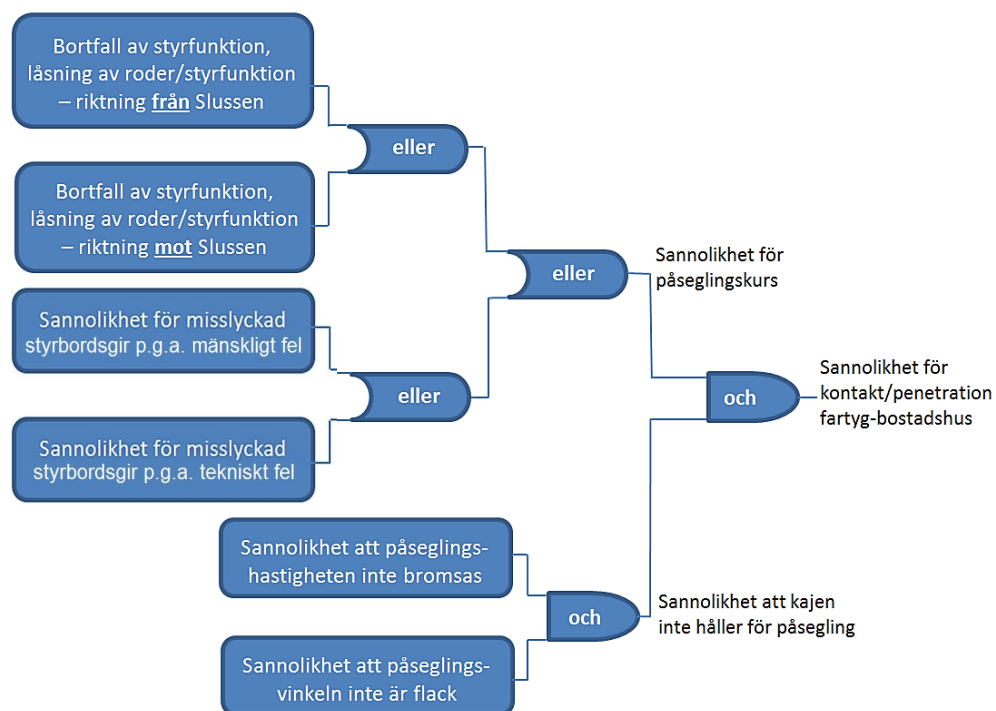 Bortfall av styrfunktion,
låsning av roder/styrfunktion
– riktning från Slussen
eller
Bortfall av styrfunktion,
låsning av roder/styrfunktion
– riktning mot Slussen
eller
Sannolikhet för
påseglingskurs
Sannolikhet för misslyckad
styrbordsgir p.g.a. mänskligt fel
eller
Sannolikhet för misslyckad
styrbordsgir p.g.a. tekniskt fel
och
Sannolikhet för
kontakt/penetration
fartyg-bostadshus
Sannolikhet att påseglings-
hastigheten inte bromsas
och
Sannolikhet att kajen
inte håller för påsegling
Sannolikhet att påseglings-
vinkeln inte är flack